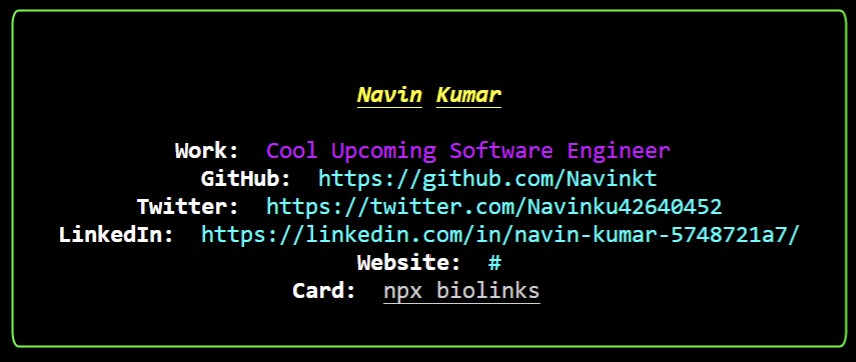 Navin Kumar
Work: Cool Upcoming Software Engineer
GitHub: https://github.com/Navinkt
Twitter: https://twitter.com/Navinku42640452
LinkedIn: https://linkedin.com/in/navin-kumar-5748721a7/
Website: #
Card: npx biolinks